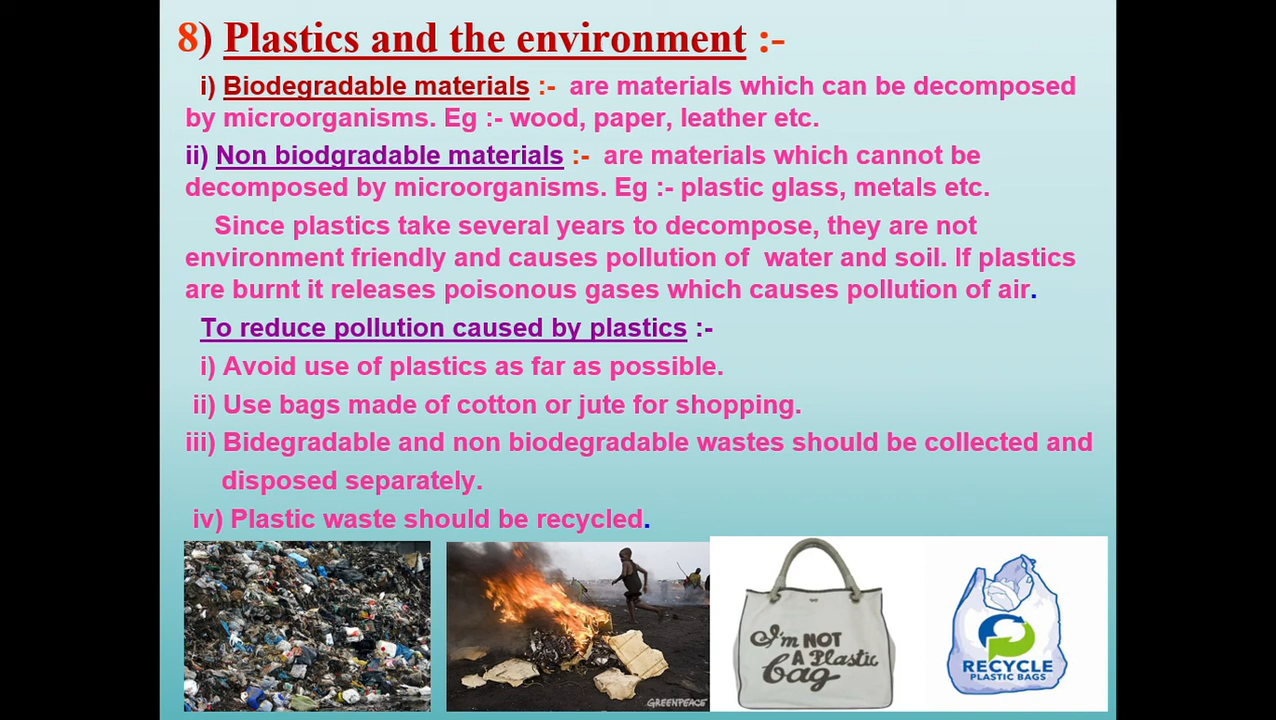 8) Plastics and the environment :-
i) Biodegradable materials :- are materials which can be decomposed
by microorganisms. Eg :- wood, paper, leather etc.
ii) Non biodgradable materials :- are materials which cannot be
decomposed by microorganisms. Eg :- plastic glass, metals etc.
Since plastics take several years to decompose, they are not
environment friendly and causes pollution of water and soil. If plastics
are burnt it releases poisonous gases which causes pollution of air.
To reduce pollution caused by plastics :-
i) Avoid use of plastics as far as possible.
ii) Use bags made of cotton or jute for shopping.
iii) Bidegradable and non biodegradable wastes should be collected and
disposed separately.
iv) Plastic waste should be recycled.
GREENPEACE
I'm NOT
A Plastic
bag
RECYCLE
PLASTIC BAGS